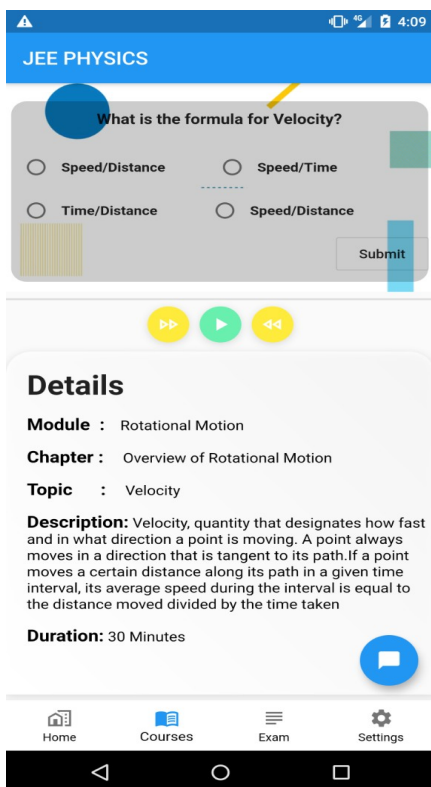 4G 4:09
JEE PHYSICS
What is the formula for Velocity?
Speed/Distance Speed/Time
Time/Distance Speed/Distance
Submit
Details
Module : Rotational Motion
Chapter : Overview of Rotational Motion
Topic : Velocity
Description: Velocity, quantity that designates how fast
and in what direction a point is moving. A point always
moves in a direction that is tangent to its path.If a point
moves a certain distance along its path in a given time
interval, its average speed during the interval is equal to
the distance moved divided by the time taken
Duration: 30 Minutes
Home Courses Exam Settings